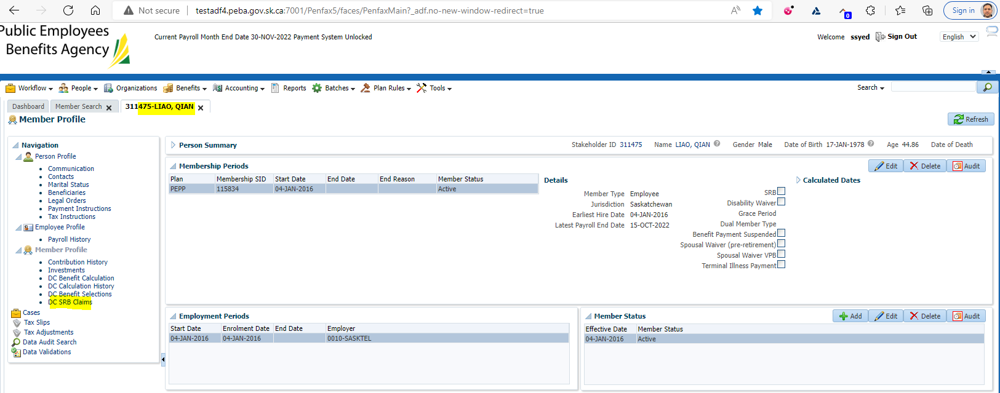 Not secure testadf4.peba.gov.sk.ca:7001/Penfax5/faces/PenfaxMain?_adf.no-new-window-redirect=true A 0 Sign in
Public Employees
Benefits Agency
Current Payroll Month End Date 30-NOV-2022 Payment System Unlocked
Welcome ssyed Sign Out English
Workflow People Organizations Benefits Accounting Reports Batches Plan Rules Tools Search
Dashboard Member Search 311475-LIAO, QIAN
Member Profile
Refresh
Navigation
Person Profile
Communication
Contacts
Marital Status
Beneficiaries
Legal Orders
Payment Instructions
Tax Instructions
Employee Profile
Payroll History
Member Profile
Contribution History
Investments
DC Benefit Calculation
DC Calculation History
DC Benefit Selections
DC SRB Claims
Cases
Tax Slips
Tax Adjustments
Data Audit Search
Data Validations
Person Summary Stakeholder ID 311475 Name LIAO, QIAN Gender Male Date of Birth 17-JAN-1978 Age 44.86 Date of Death
Membership Periods Edit Delete Audit
Plan Membership SID Start Date End Date End Reason Member Status
PEPP 115834 04-JAN-2016 Active
Details
Member Type Employee
Jurisdiction Saskatchewan
Earliest Hire Date 04-JAN-2016
Latest Payroll End Date 15-OCT-2022
SRB
Disability Waiver
Grace Period
Dual Member Type
Benefit Payment Suspended
Spousal Waiver (pre-retirement)
Spousal Waiver VPB
Terminal Illness Payment
Calculated Dates
Employment Periods
Start Date Enrolment Date End Date Employer
04-JAN-2016 04-JAN-2016 0010-SASKTEL
Member Status Add Edit Delete Audit
Effective Date Member Status
04-JAN-2016 Active